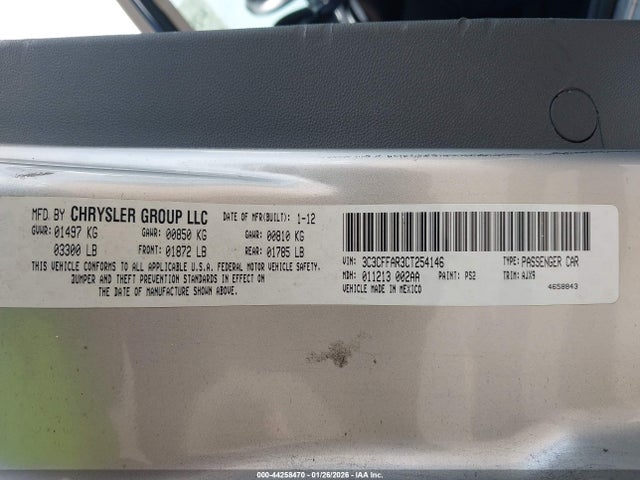 MFD. BY CHRYSLER GROUP LLC DATE OF MFR(BUILT): 1-12
GVWR: 01497 KG GAWR: 00850 KG GAWR: 00810 KG
03300 LB FRONT: 01872 LB REAR: 01785 LB
THIS VEHICLE CONFORMS TO ALL APPLICABLE U.S.A. FEDERAL MOTOR VEHICLE SAFETY,
BUMPER AND THEFT PREVENTION STANDARDS IN EFFECT ON
THE DATE OF MANUFACTURE SHOWN ABOVE.
VIN: 3C3CFFAR3CT254146 TYPE: PASSENGER CAR
MDH: 011213 002AA PAINT: PS2 TRIM: AJX9
VEHICLE MADE IN MEXICO 4658843
000-44258470 01/26/2026 IAAI HOLDINGS, LLC